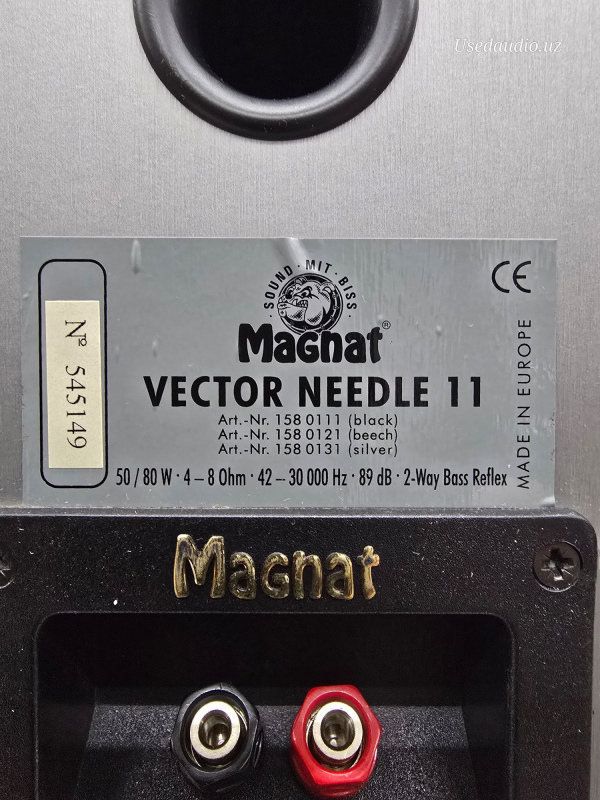 Usedaudio.uz
·SOUND·MIT·BISS·
Magnat®
CE
VECTOR NEEDLE 11
Art.-Nr. 158 0111 (black)
Art.-Nr. 158 0121 (beech)
Art.-Nr. 158 0131 (silver)
50 / 80 W · 4 – 8 Ohm · 42 – 30 000 Hz · 89 dB · 2-Way Bass Reflex
MADE IN EUROPE
Nº 545149
Magnat